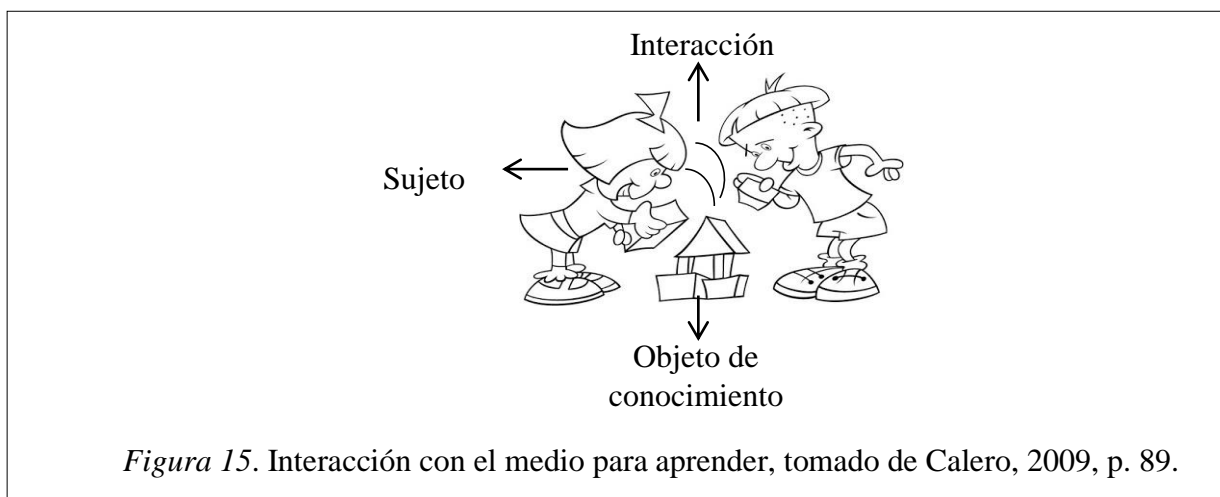 Interacción
Sujeto
Objeto de
conocimiento
Figura 15. Interacción con el medio para aprender, tomado de Calero, 2009, p. 89.